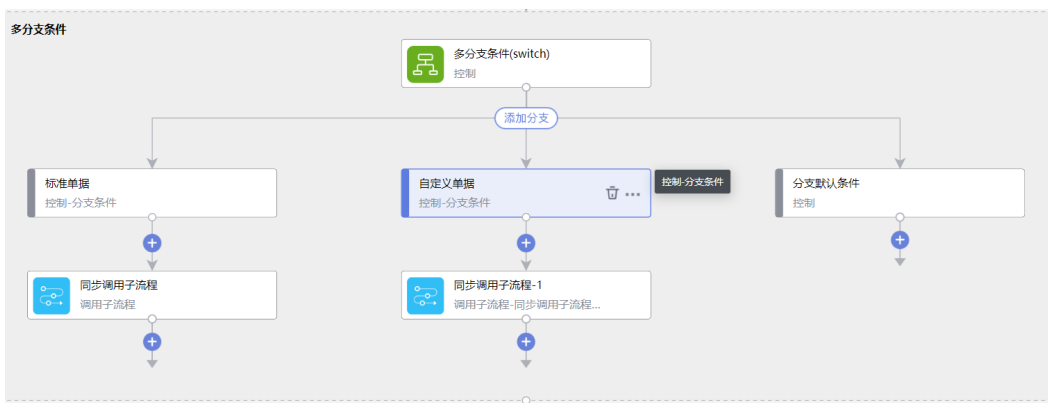 多分支条件
多分支条件(switch)
控制
添加分支
标准单据
控制-分支条件
自定义单据
控制-分支条件
控制-分支条件
分支默认条件
控制
同步调用子流程
调用子流程
同步调用子流程-1
调用子流程-同步调用子流程...